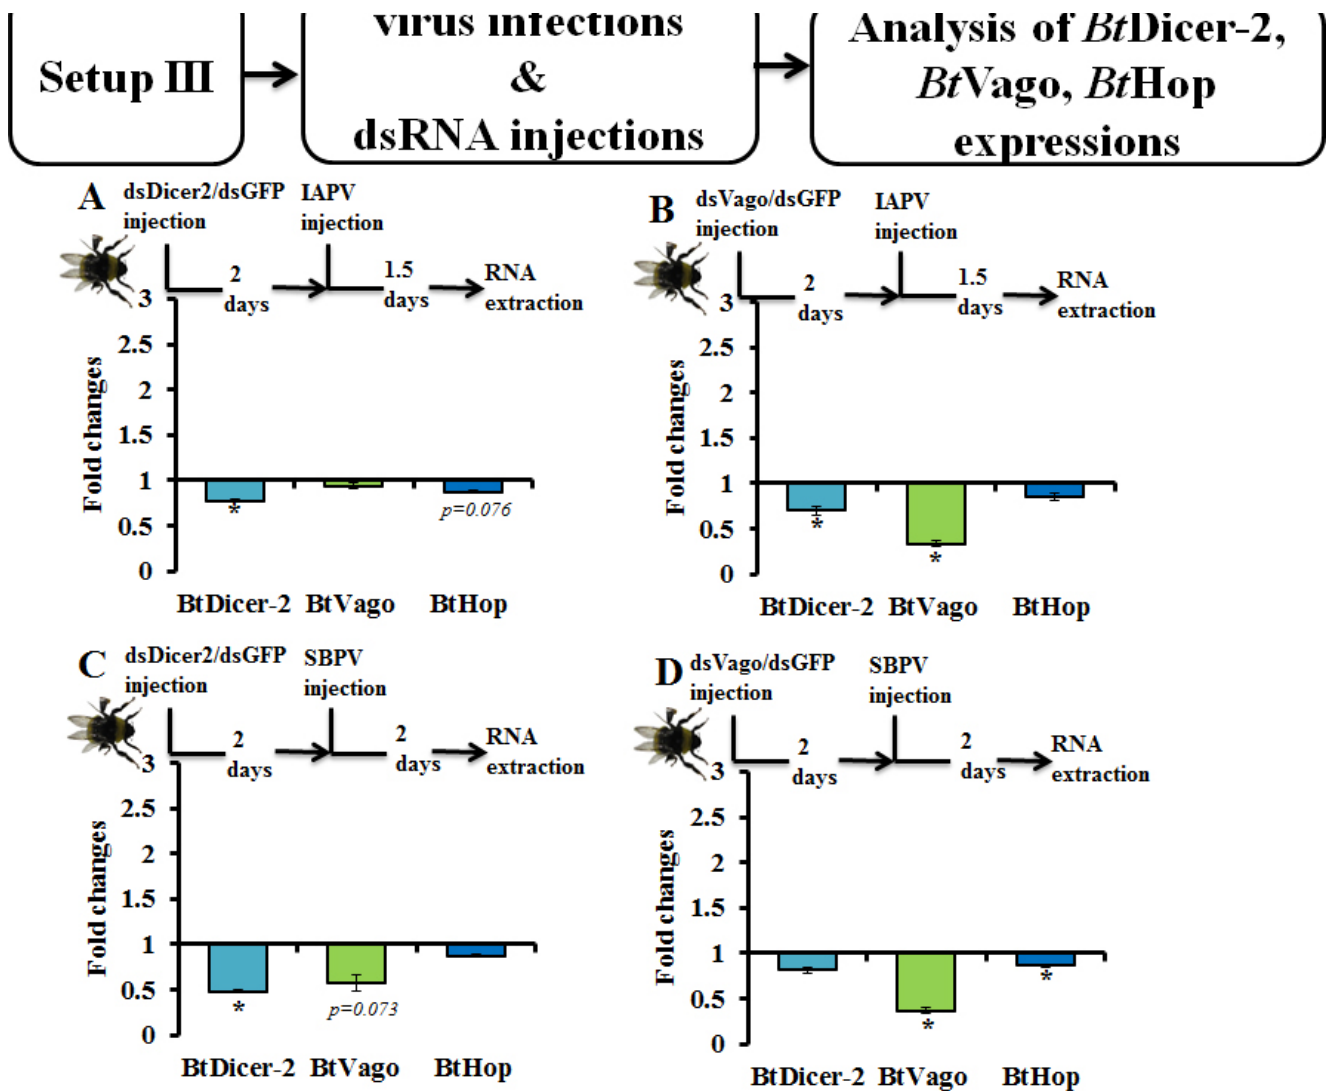 Setup III
virus infections
&
dsRNA injections
Analysis of BtDicer-2,
BtVago, BtHop
expressions
A
dsDicer2/dsGFP
injection
IAPV
injection
2
days
1.5
days
RNA
extraction
Fold changes
3
2.5
2
1.5
1
0.5
0
*
p=0.076
BtDicer-2 BtVago BtHop
B
dsVago/dsGFP
injection
IAPV
injection
2
days
1.5
days
RNA
extraction
Fold changes
3
2.5
2
1.5
1
0.5
0
*
*
BtDicer-2 BtVago BtHop
C
dsDicer2/dsGFP
injection
SBPV
injection
2
days
2
days
RNA
extraction
Fold changes
3
2.5
2
1.5
1
0.5
0
*
p=0.073
BtDicer-2 BtVago BtHop
D
dsVago/dsGFP
injection
SBPV
injection
2
days
2
days
RNA
extraction
Fold changes
3
2.5
2
1.5
1
0.5
0
*
*
BtDicer-2 BtVago BtHop